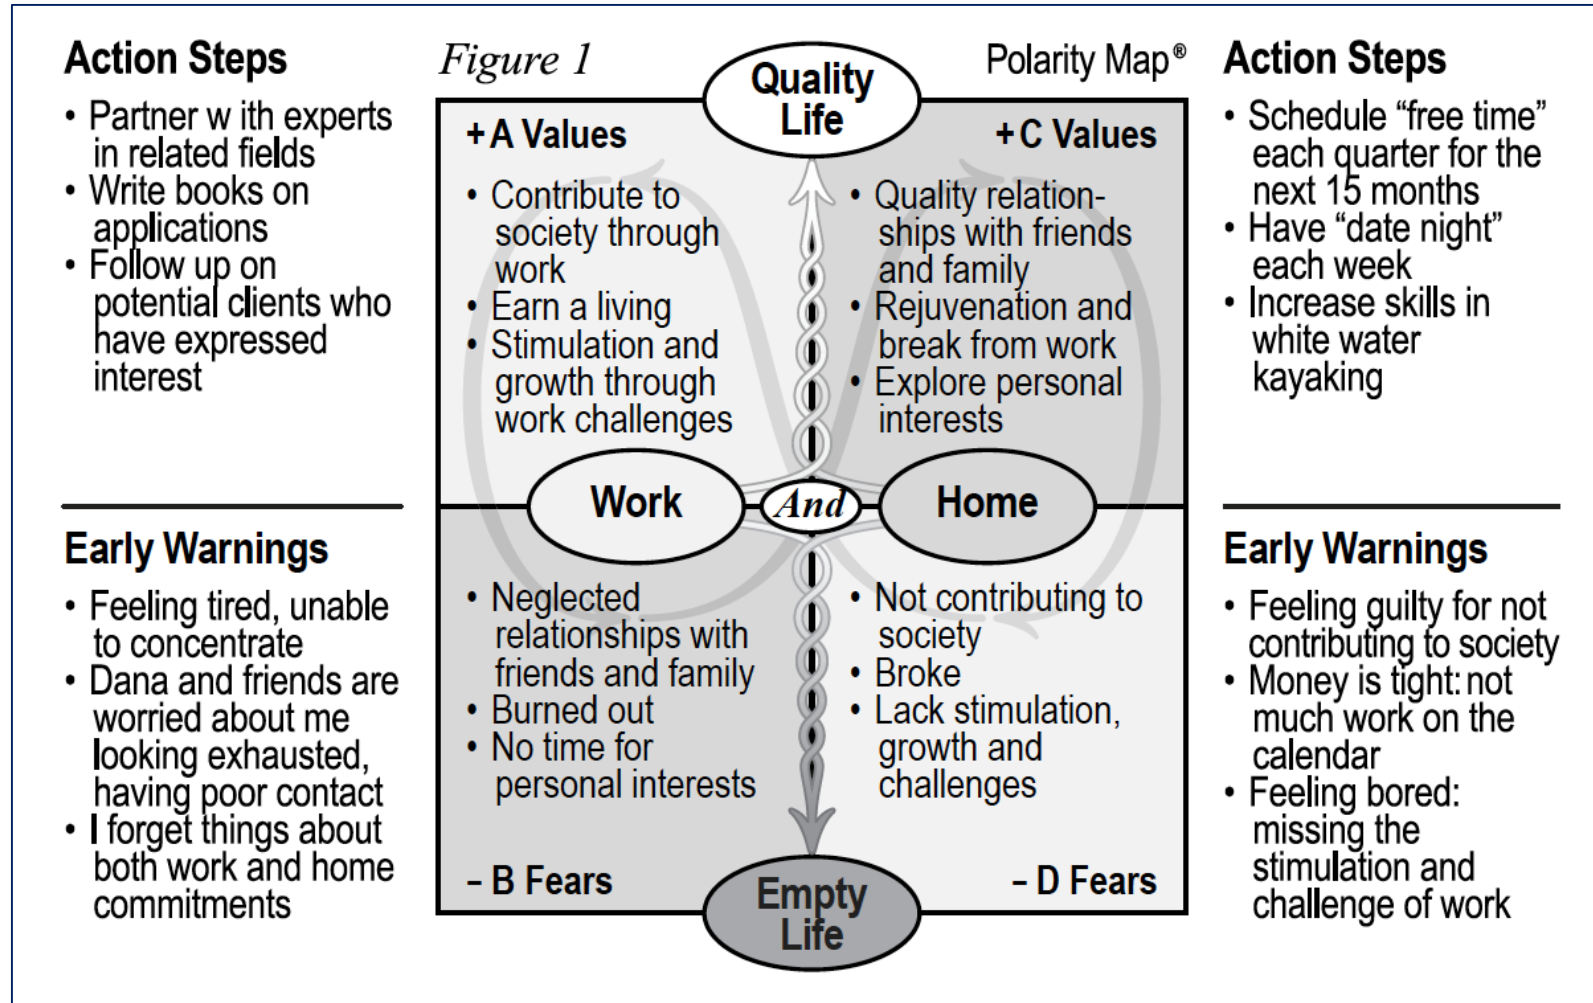 Action Steps
• Partner w ith experts
in related fields
• Write books on
applications
• Follow up on
potential clients who
have expressed
interest
Early Warnings
• Feeling tired, unable
to concentrate
• Dana and friends are
worried about me
looking exhausted,
having poor contact
• I forget things about
both work and home
commitments
Figure 1
Polarity Map®
Quality
Life
+A Values
• Contribute to
society through
work
• Earn a living
• Stimulation and
growth through
work challenges
+C Values
• Quality relation-
ships with friends
and family
• Rejuvenation and
break from work
• Explore personal
interests
Work
And
Home
• Neglected
relationships with
friends and family
• Burned out
• No time for
personal interests
– B Fears
• Not contributing to
society
• Broke
• Lack stimulation,
growth and
challenges
– D Fears
Empty
Life
Action Steps
• Schedule “free time”
each quarter for the
next 15 months
• Have “date night”
each week
• Increase skills in
white water
kayaking
Early Warnings
• Feeling guilty for not
contributing to society
• Money is tight: not
much work on the
calendar
• Feeling bored:
missing the
stimulation and
challenge of work